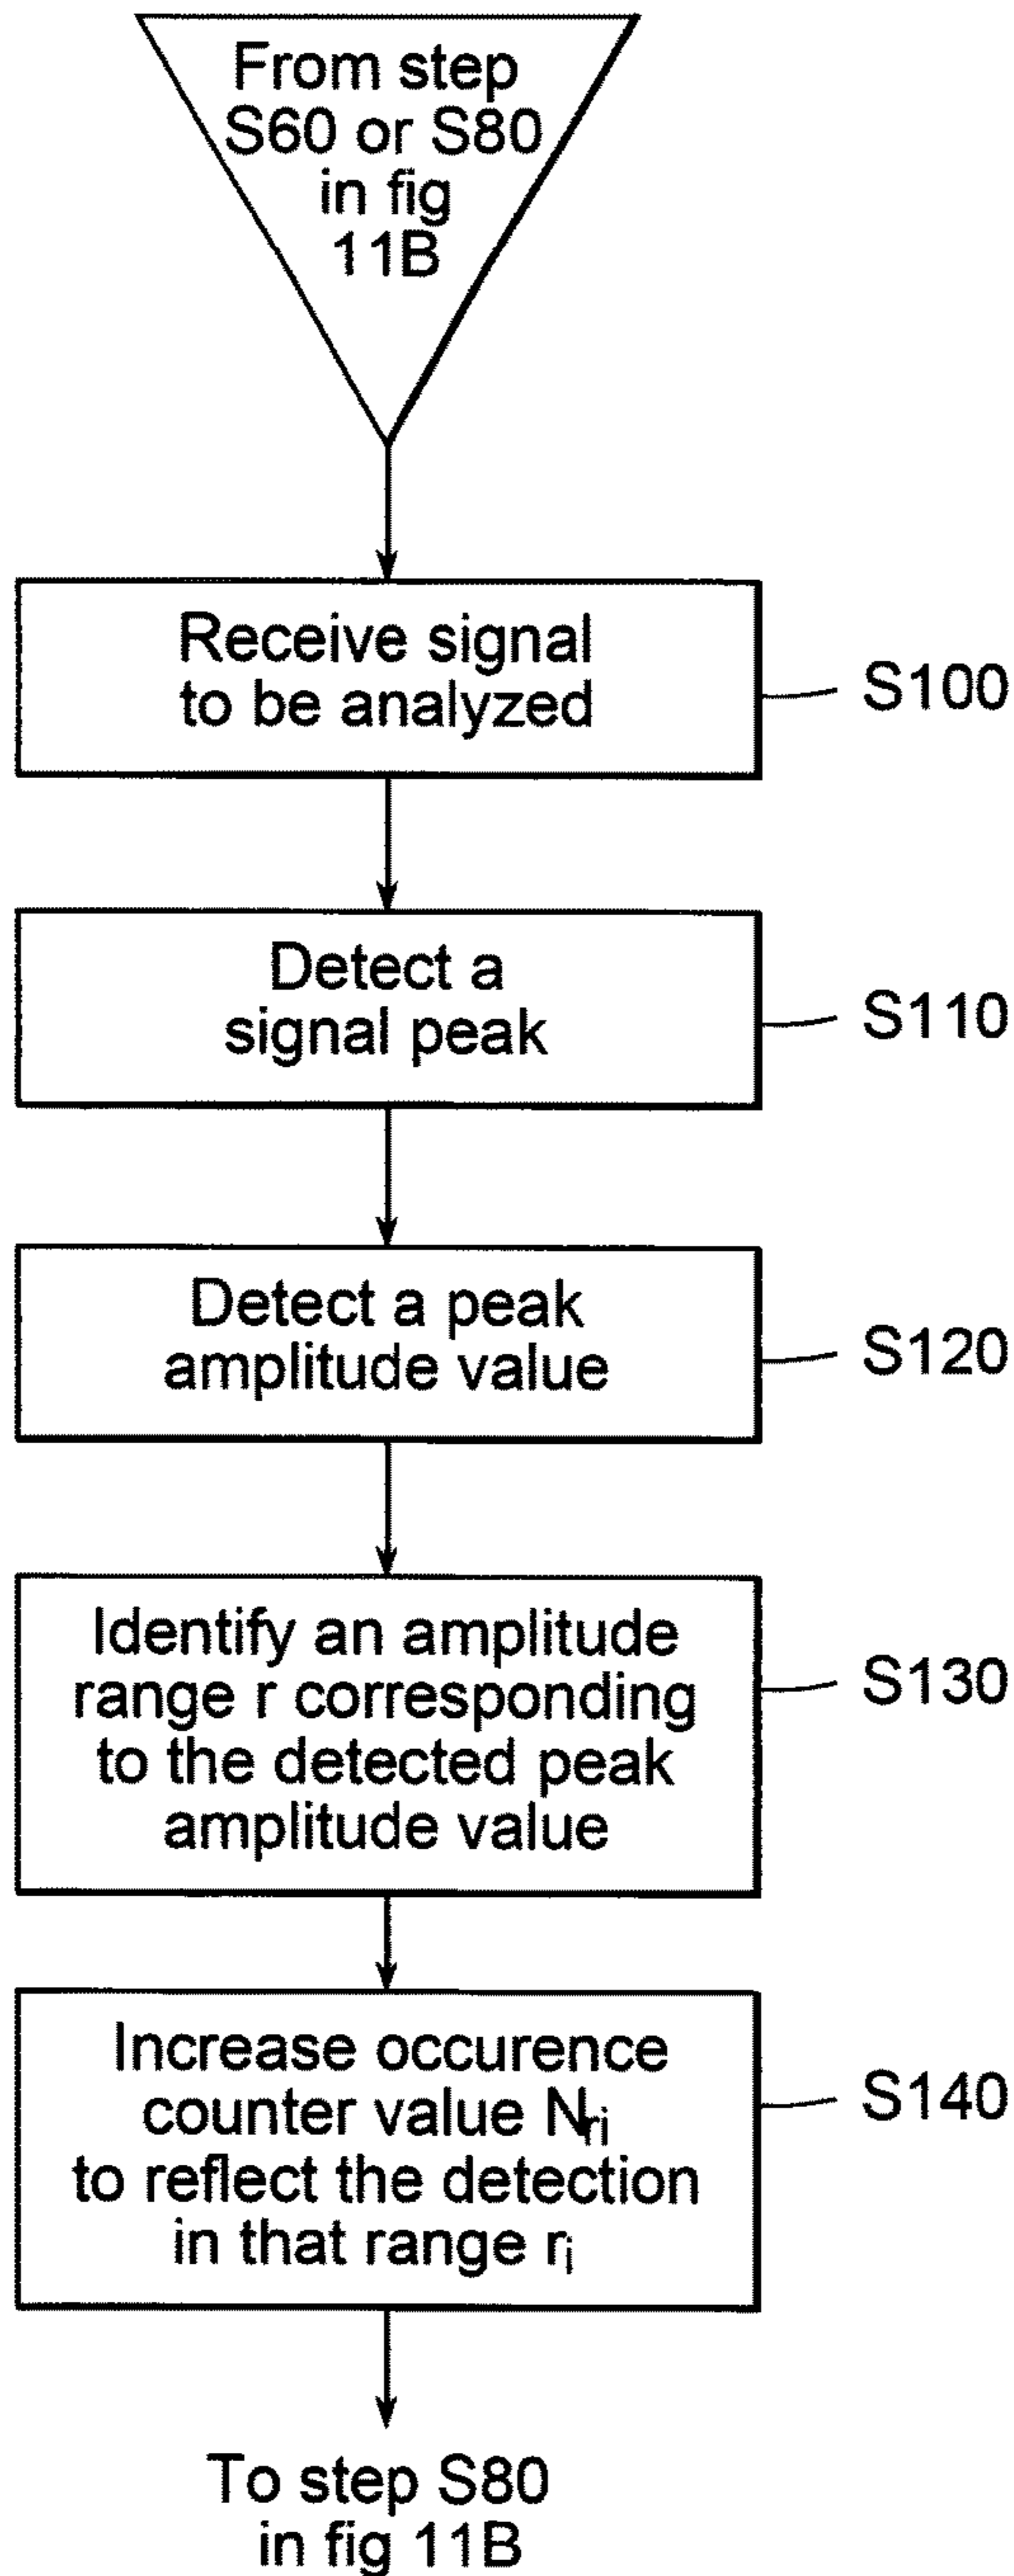 From step
S60 or S80
in fig
11B
Receive signal
to be analyzed
S100
Detect a
signal peak
S110
Detect a peak
amplitude value
S120
Identify an amplitude
range r corresponding
to the detected peak
amplitude value
S130
Increase occurence
counter value Nri
to reflect the detection
in that range ri
S140
To step S80
in fig 11B